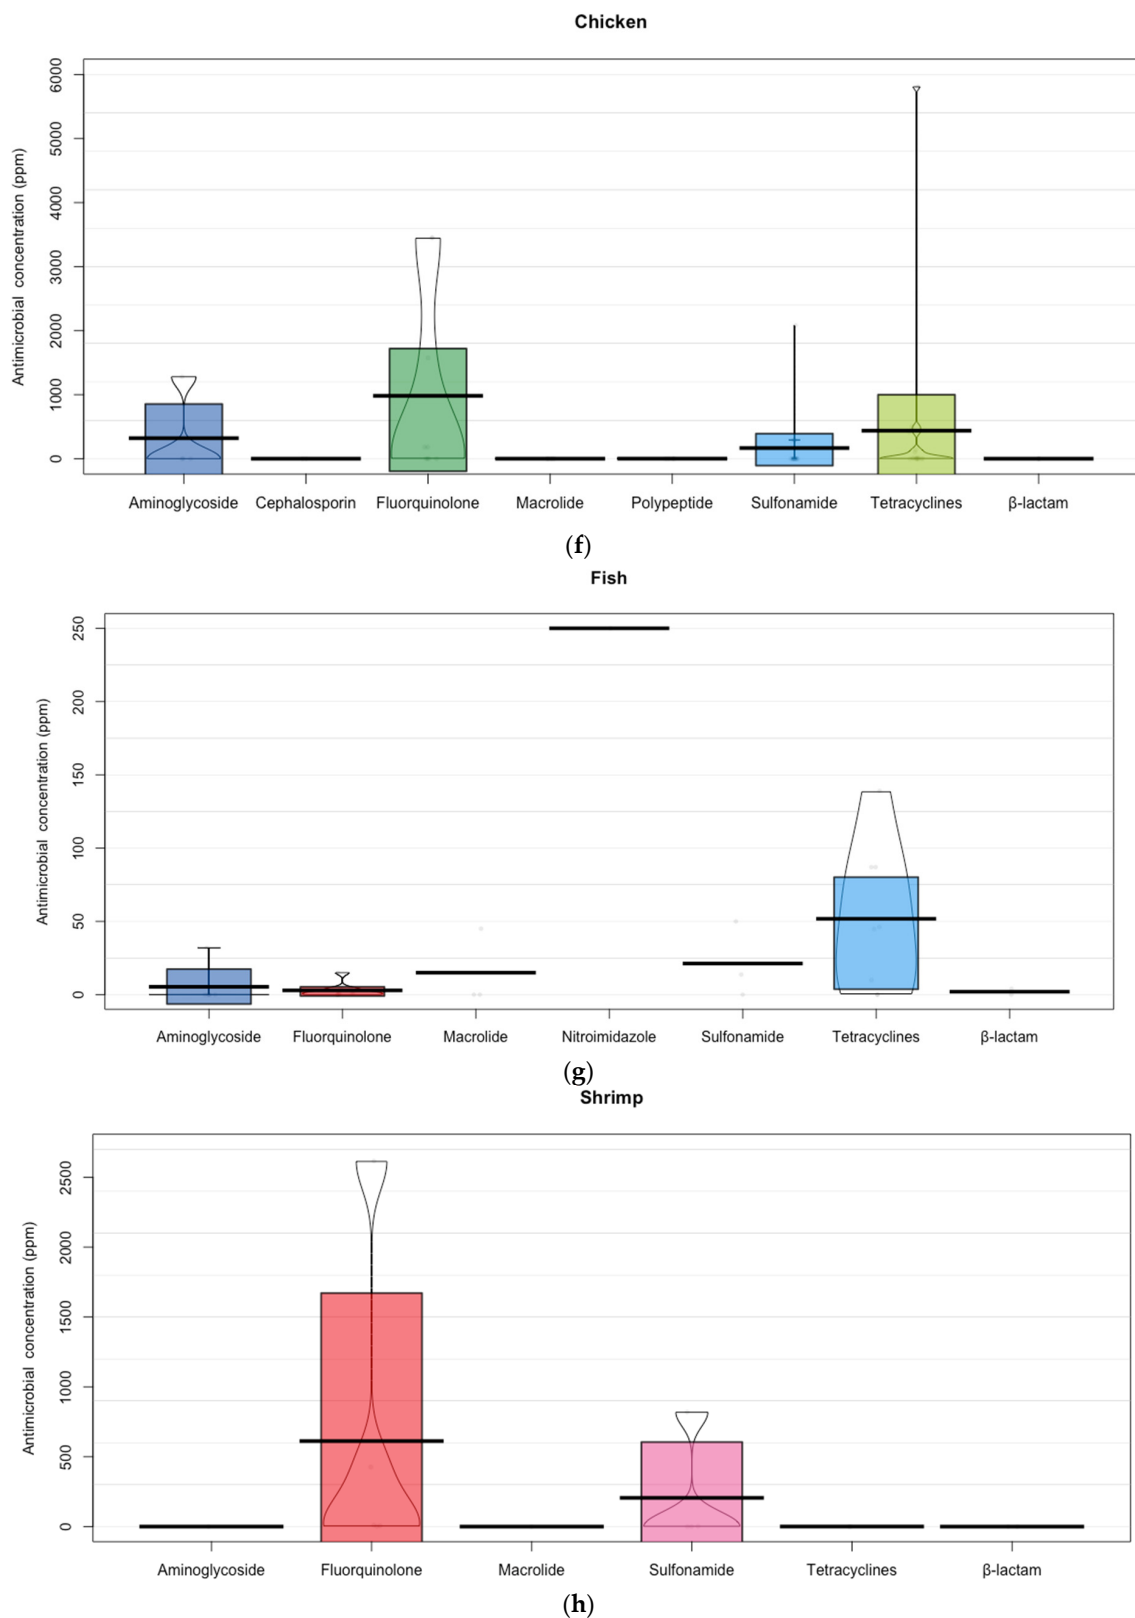 Chicken
Antimicrobial concentration (ppm)
6000
5000
4000
3000
2000
1000
0
Aminoglycoside Cephalosporin Fluorquinolone Macrolide Polypeptide Sulfonamide Tetracyclines β-lactam
(f)
Fish
Antimicrobial concentration (ppm)
250
200
150
100
50
0
Aminoglycoside Fluorquinolone Macrolide Nitroimidazole Sulfonamide Tetracyclines β-lactam
(g)
Shrimp
Antimicrobial concentration (ppm)
2500
2000
1500
1000
500
0
Aminoglycoside Fluorquinolone Macrolide Sulfonamide Tetracyclines β-lactam
(h)